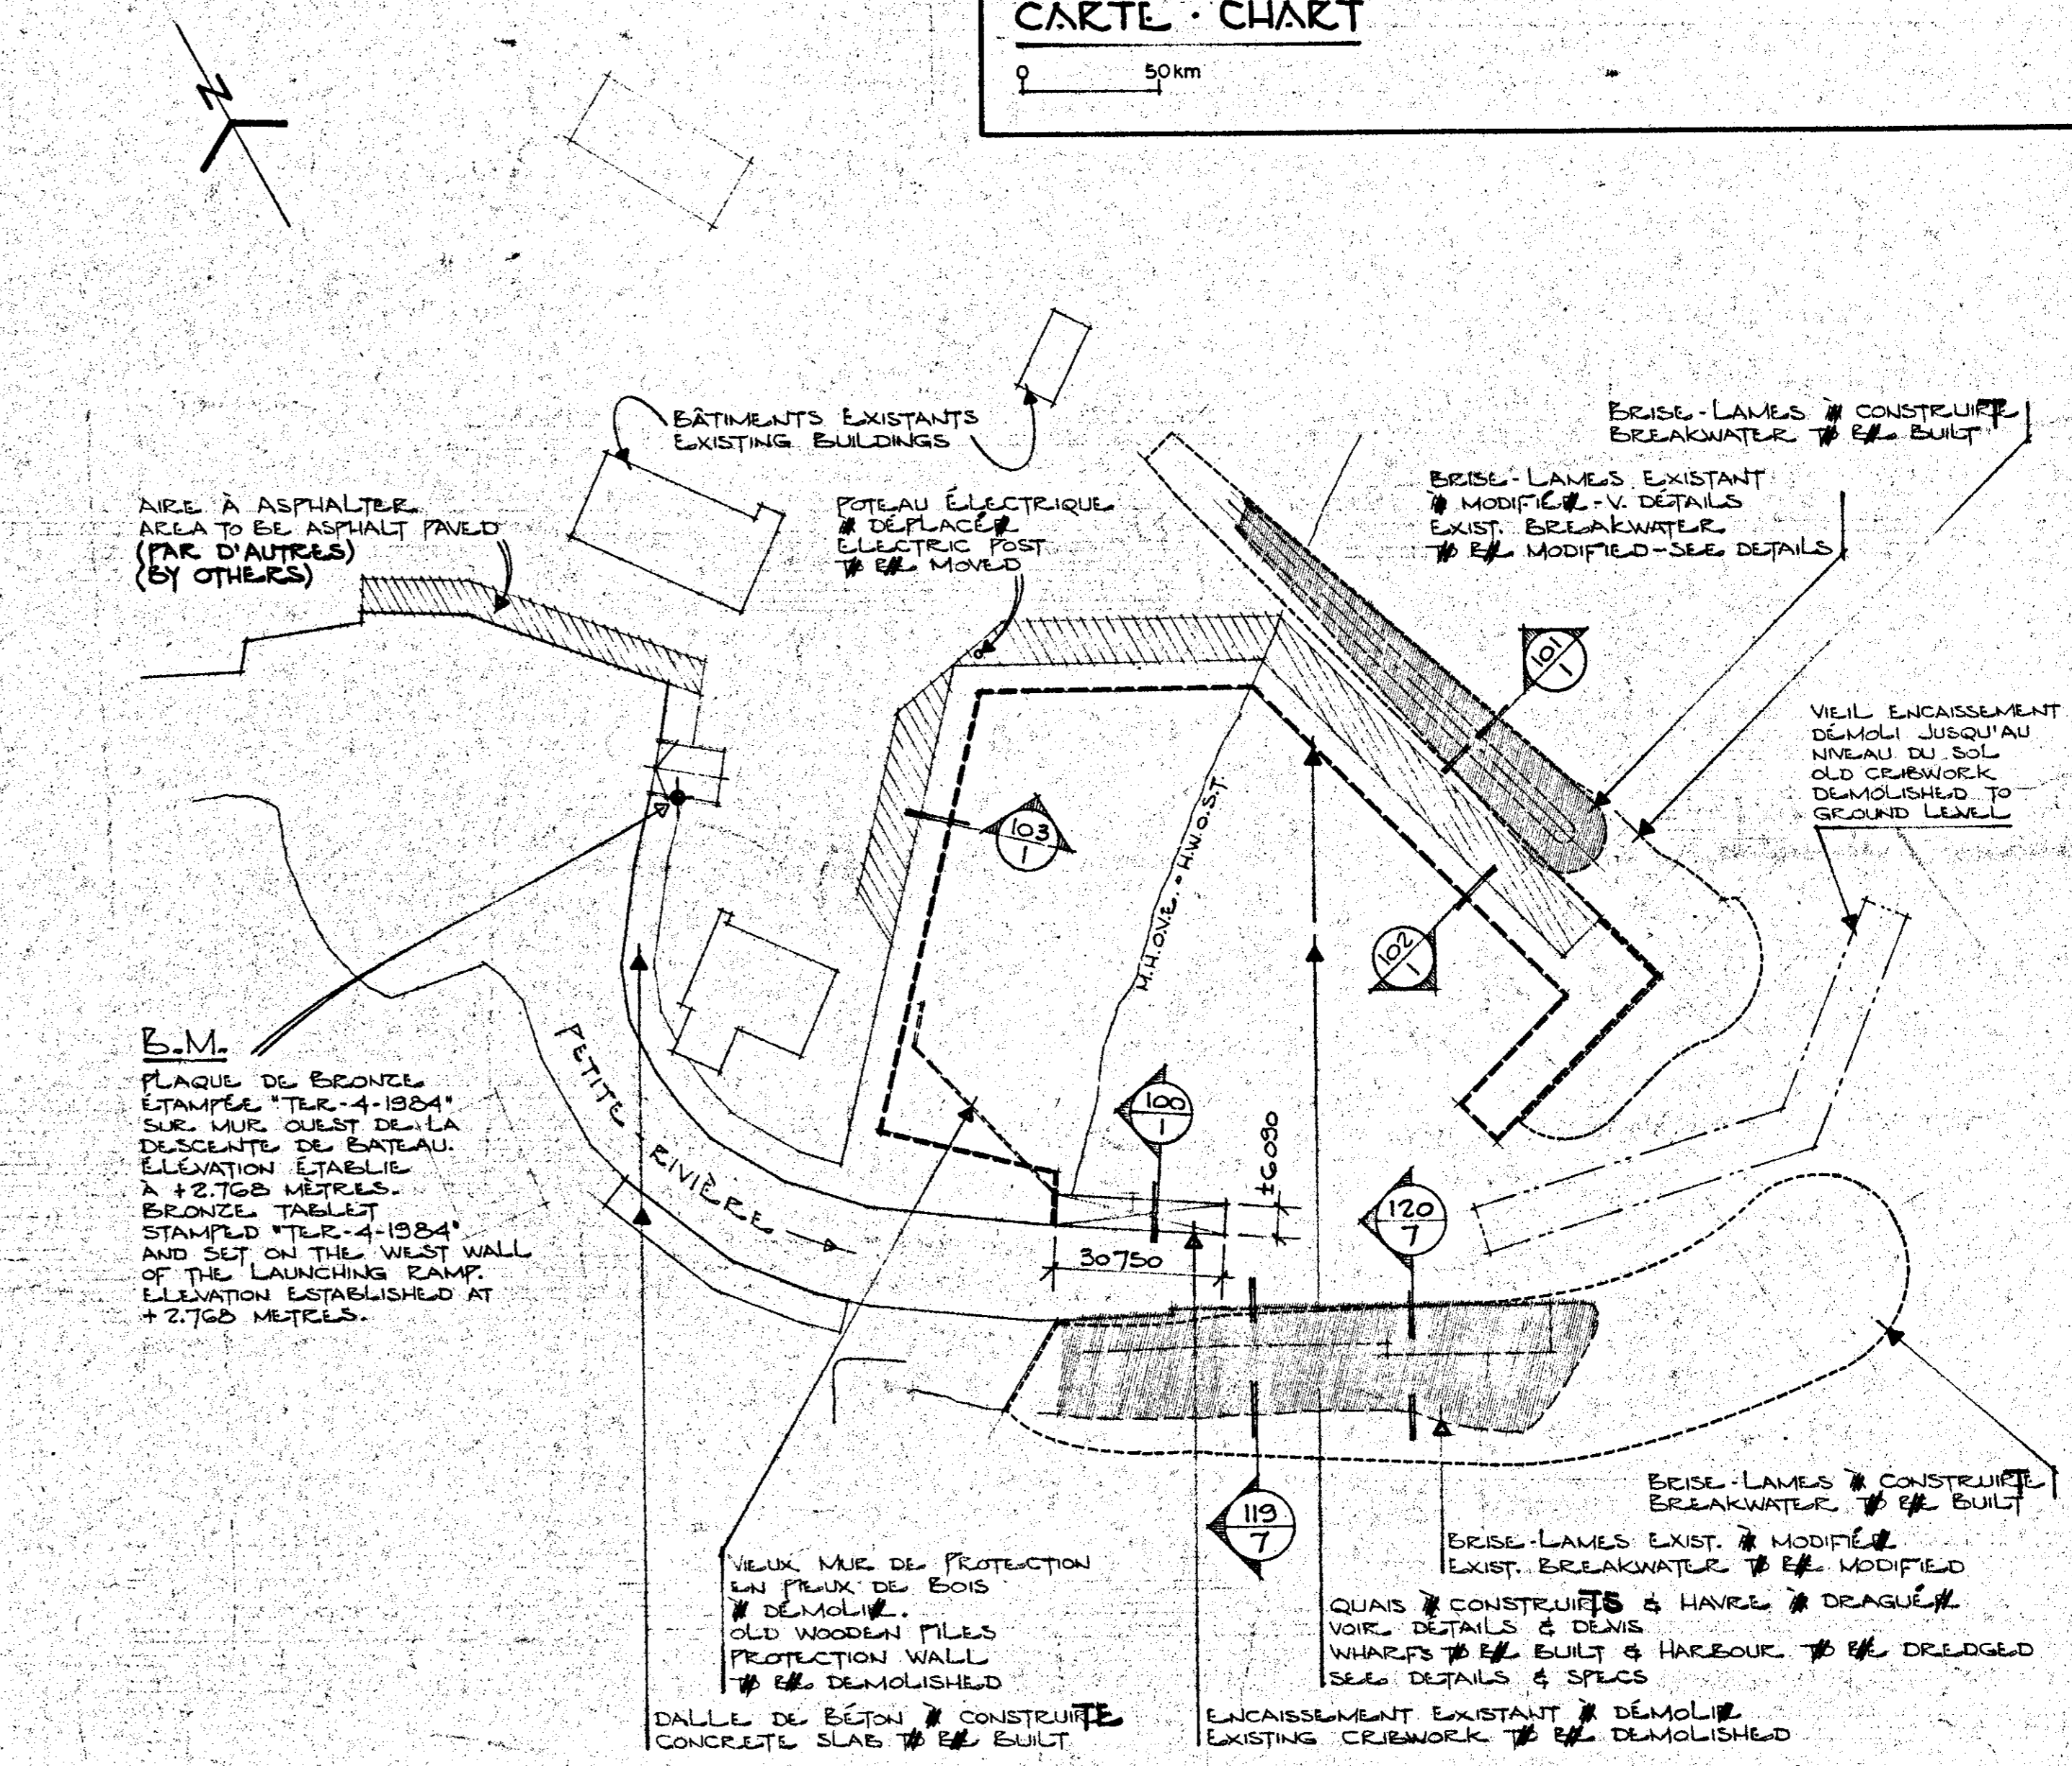 CARTE · CHART
0 50km
N
BÂTIMENTS EXISTANTS
EXISTING BUILDINGS
BRISE-LAMES À CONSTRUIRE
BREAKWATER TO BE BUILT
BRISE-LAMES EXISTANT
À MODIFIER - V. DÉTAILS
EXIST. BREAKWATER
TO BE MODIFIED-SEE DETAILS
AIRE À ASPHALTER
AREA TO BE ASPHALT PAVED
(PAR D'AUTRES)
(BY OTHERS)
POTEAU ÉLECTRIQUE
À DÉPLACER
ELECTRIC POST
TO BE MOVED
101
1
VIEIL ENCAISSEMENT
DÉMOLI JUSQU'AU
NIVEAU DU SOL
OLD CRIBWORK
DEMOLISHED TO
GROUND LEVEL
103
1
M.H.O.V.E. • H.W.O.S.T.
102
1
B.M.
PLAQUE DE BRONZE
ÉTAMPÉE "TER-4-1984"
SUR MUR OUEST DE LA
DESCENTE DE BATEAU.
ÉLÉVATION ÉTABLIE
À +2.768 MÈTRES.
BRONZE TABLET
STAMPED "TER-4-1984"
AND SET ON THE WEST WALL
OF THE LAUNCHING RAMP.
ELEVATION ESTABLISHED AT
+2.768 METRES.
PETITE - RIVIÈRE
100
1
±6090
120
7
30750
119
7
BRISE-LAMES À CONSTRUIRE
BREAKWATER TO BE BUILT
BRISE-LAMES EXIST. À MODIFIER
EXIST. BREAKWATER TO BE MODIFIED
VIEUX MUR DE PROTECTION
EN PIEUX DE BOIS
À DÉMOLIR.
OLD WOODEN PILES
PROTECTION WALL
TO BE DEMOLISHED
QUAIS À CONSTRUITS & HAVRE À DRAGUER
VOIR DÉTAILS & DEVIS
WHARFS TO BE BUILT & HARBOUR TO BE DREDGED
SEE DETAILS & SPECS
DALLE DE BÉTON À CONSTRUITE
CONCRETE SLAB TO BE BUILT
ENCAISSEMENT EXISTANT À DÉMOLIR
EXISTING CRIBWORK TO BE DEMOLISHED